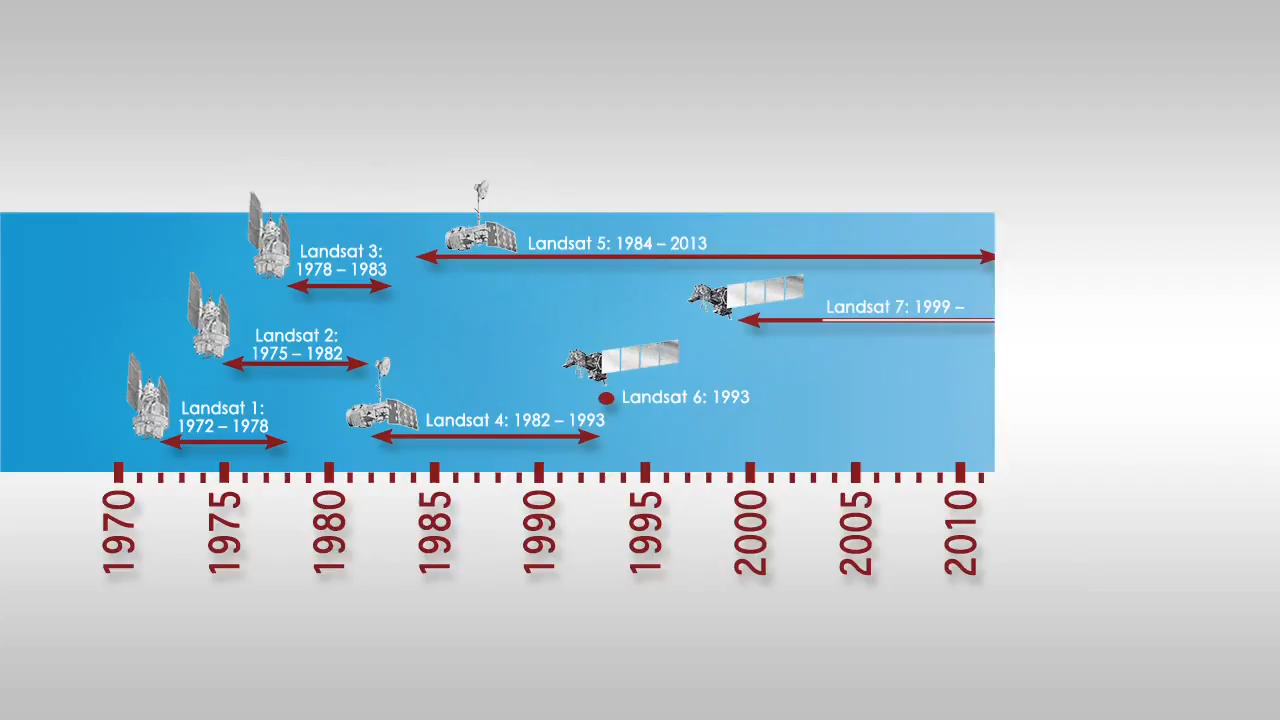 Landsat 5: 1984 – 2013
Landsat 3:
1978 – 1983
Landsat 7: 1999 –
Landsat 2:
1975 – 1982
Landsat 6: 1993
Landsat 1:
1972 – 1978
Landsat 4: 1982 – 1993
1970
1975
1980
1985
1990
1995
2000
2005
2010